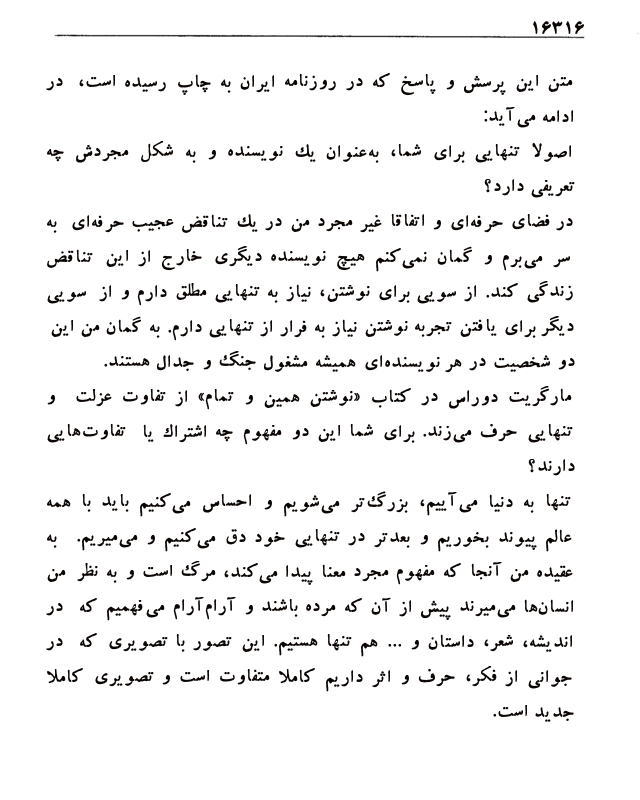 ۱۶۳۱۶
متن این پرسش و پاسخ که در روزنامه ایران به چاپ رسیده است، در
ادامه می‌آید:
اصولا تنهایی برای شما، به‌عنوان یك نویسنده و به شکل مجردش چه
تعریفی دارد؟
در فضای حرفه‌ای و اتفاقا غیر مجرد من در یك تناقض عجیب حرفه‌ای به
سر می‌برم و گمان نمی‌کنم هیچ نویسنده دیگری خارج از این تناقض
زندگی کند. از سویی برای نوشتن، نیاز به تنهایی مطلق دارم و از سویی
دیگر برای یافتن تجربه نوشتن نیاز به فرار از تنهایی دارم. به گمان من این
دو شخصیت در هر نویسنده‌ای همیشه مشغول جنگ و جدال هستند.
مارگریت دوراس در کتاب «نوشتن همین و تمام» از تفاوت عزلت و
تنهایی حرف می‌زند. برای شما این دو مفهوم چه اشتراك یا تفاوت‌هایی
دارند؟
تنها به دنیا می‌آییم، بزرگ‌تر می‌شویم و احساس می‌کنیم باید با همه
عالم پیوند بخوریم و بعدتر در تنهایی خود دق می‌کنیم و می‌میریم. به
عقیده من آنجا که مفهوم مجرد معنا پیدا می‌کند، مرگ است و به نظر من
انسان‌ها می‌میرند پیش از آن که مرده باشند و آرام‌آرام می‌فهمیم که در
اندیشه، شعر، داستان و ... هم تنها هستیم. این تصور با تصویری که در
جوانی از فکر، حرف و اثر داریم کاملا متفاوت است و تصویری کاملا
جدید است.